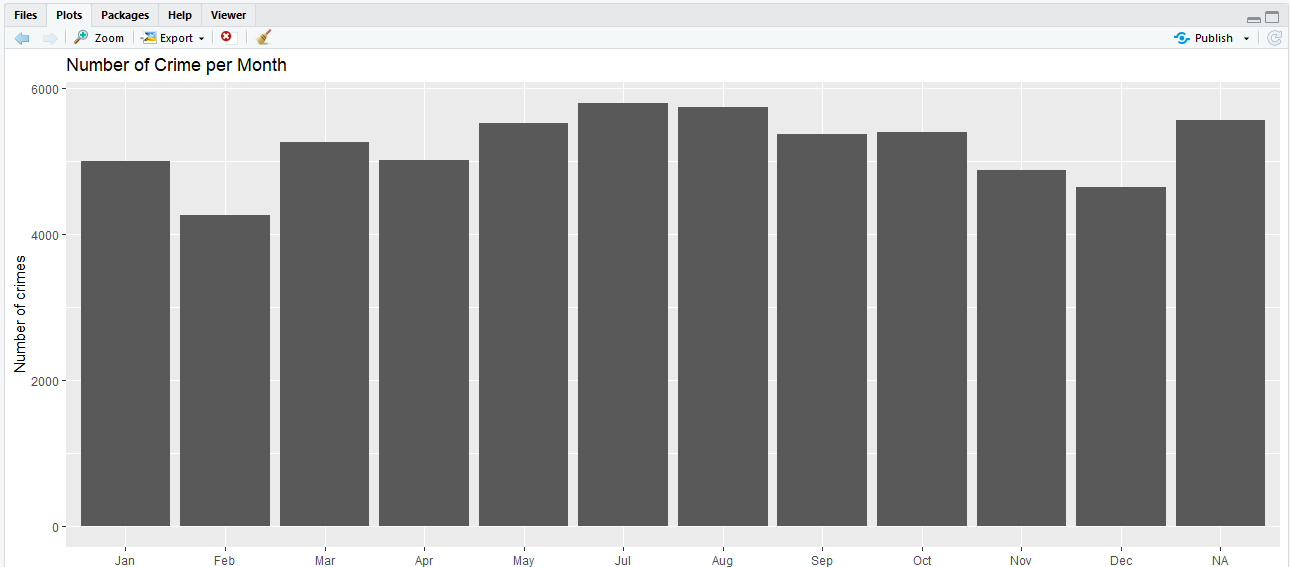 Files Plots Packages Help Viewer
Zoom Export Publish
Number of Crime per Month
6000
4000
2000
0
Number of crimes
Jan Feb Mar Apr May Jul Aug Sep Oct Nov Dec NA